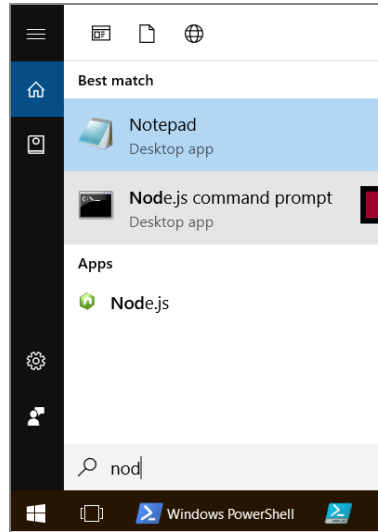 Best match
Notepad
Desktop app
Node.js command prompt
Desktop app
Apps
Node.js
nod
Windows PowerShell